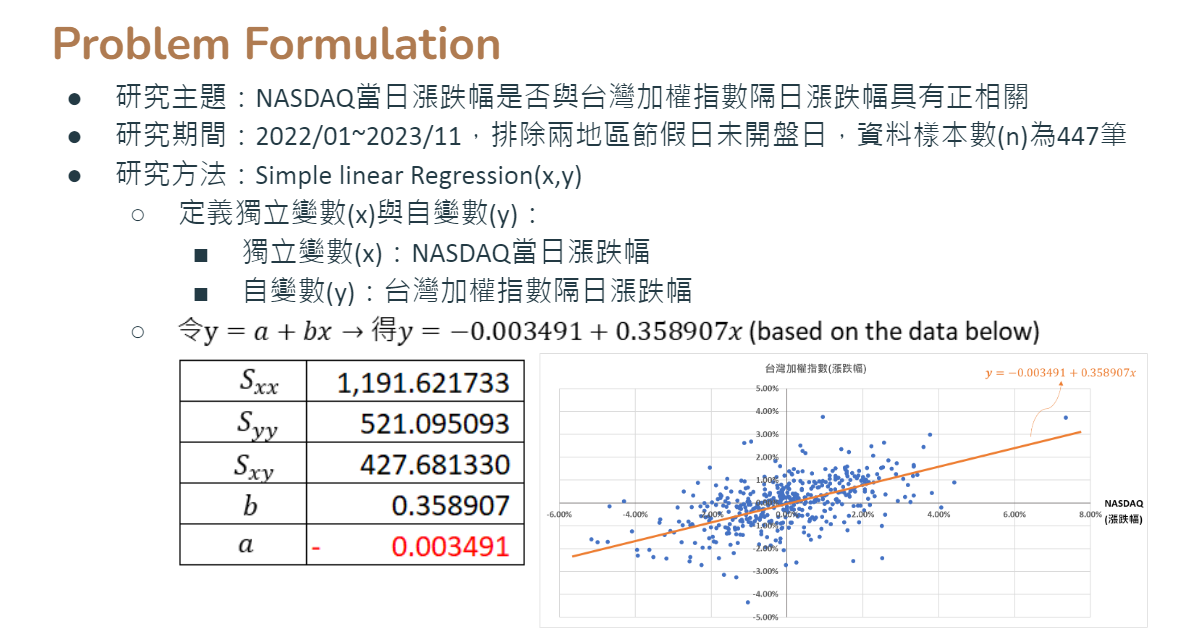 Problem Formulation
● 研究主題：NASDAQ當日漲跌幅是否與台灣加權指數隔日漲跌幅具有正相關
● 研究期間：2022/01~2023/11，排除兩地區節假日未開盤日，資料樣本數(n)為447筆
● 研究方法：Simple linear Regression(x,y)
○ 定義獨立變數(x)與自變數(y)：
■ 獨立變數(x)：NASDAQ當日漲跌幅
■ 自變數(y)：台灣加權指數隔日漲跌幅
○ 令y = a + bx → 得y = −0.003491 + 0.358907x (based on the data below)
Sxx 1,191.621733
Syy 521.095093
Sxy 427.681330
b 0.358907
a - 0.003491
台灣加權指數(漲跌幅)
y = −0.003491 + 0.358907x
5.00%
4.00%
3.00%
2.00%
1.00%
0.00%
-6.00% -4.00% -2.00% 0.00% 2.00% 4.00% 6.00% 8.00%
NASDAQ
(漲跌幅)
-1.00%
-2.00%
-3.00%
-4.00%
-5.00%